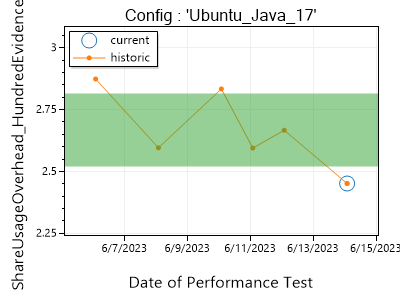 Config : 'Ubuntu_Java_17'
ShareUsageOverhead_HundredEvidence
current
historic
3
2.75
2.5
2.25
6/7/2023
6/9/2023
6/11/2023
6/13/2023
6/15/2023
Date of Performance Test